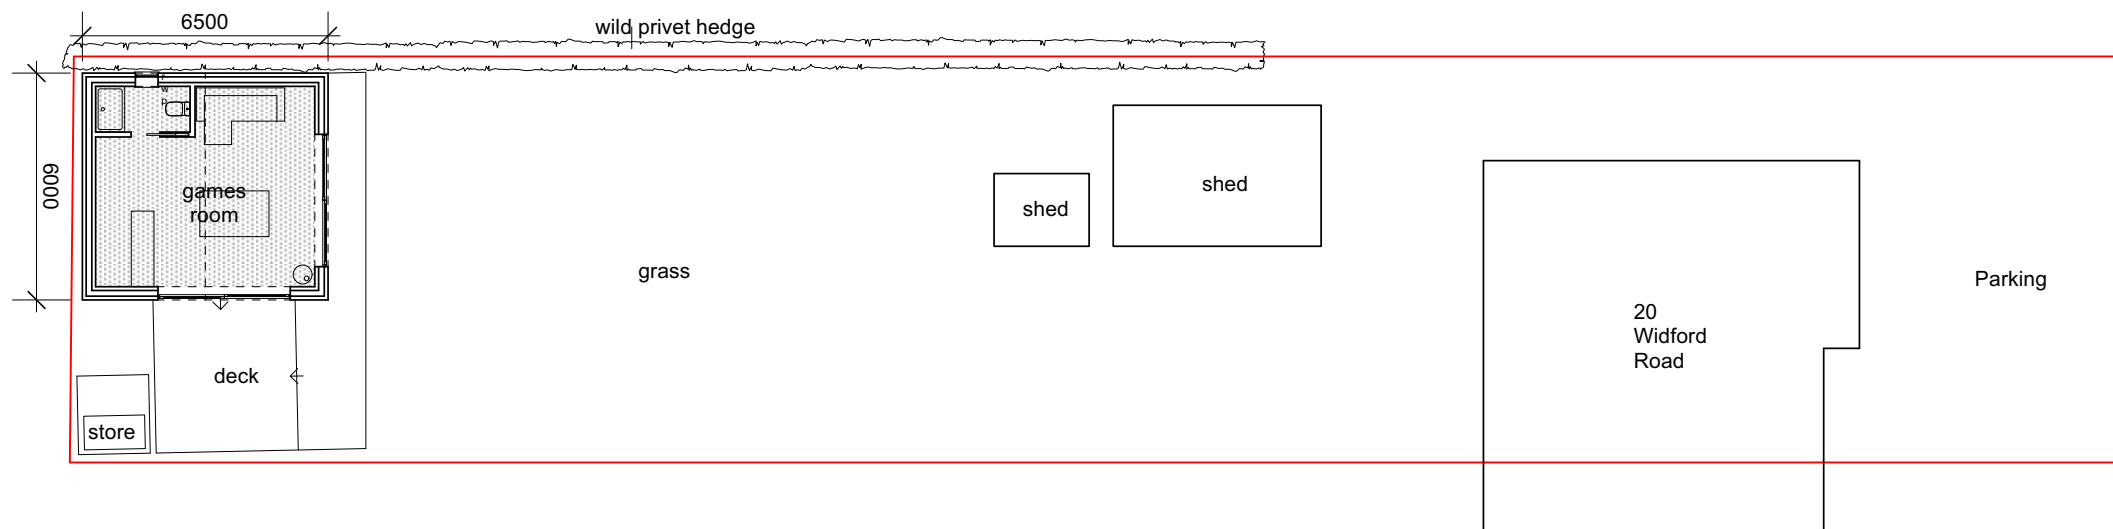 6500
wild privet hedge
6000
games
room
shed
shed
grass
Parking
20
Widford
Road
deck
store